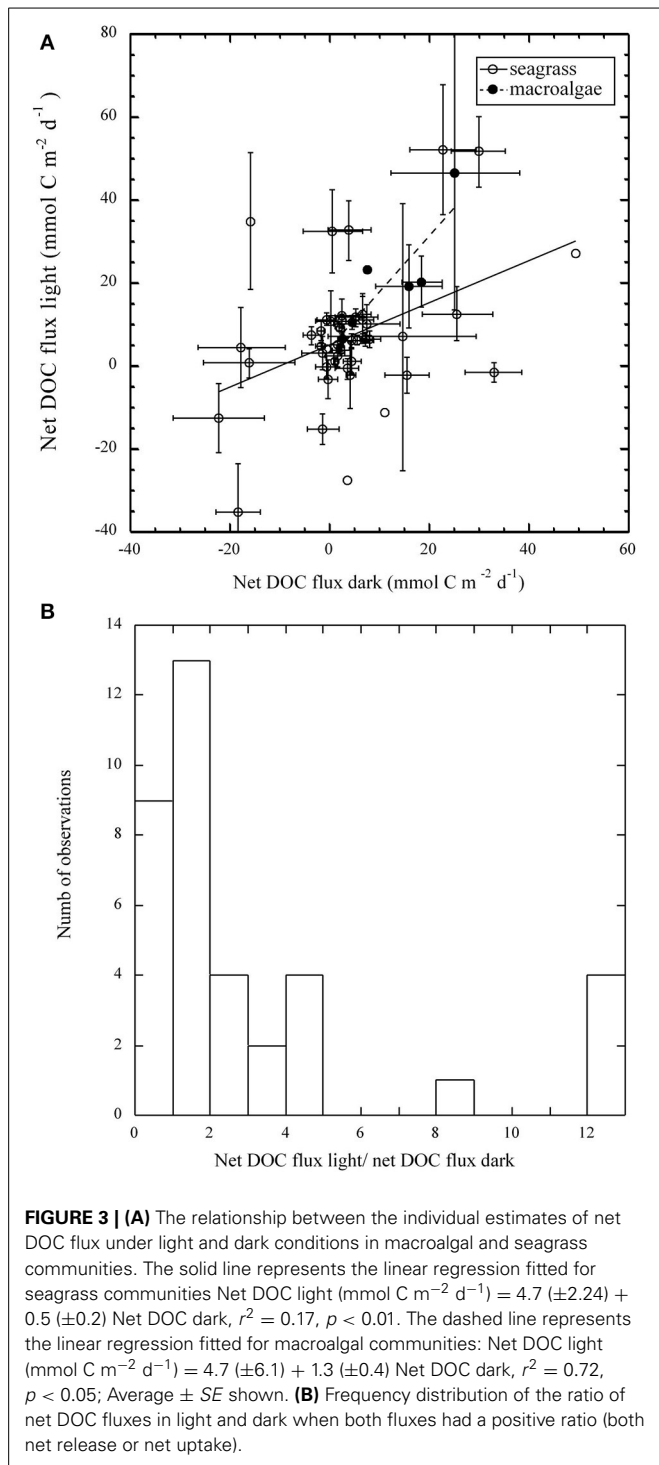 A
80
60
40
20
0
-20
-40
Net DOC flux light (mmol C m⁻² d⁻¹)
seagrass
macroalgae
-40 -20 0 20 40 60
Net DOC flux dark (mmol C m⁻² d⁻¹)
B
14
12
10
8
6
4
2
0
Numb of observations
0 2 4 6 8 10 12
Net DOC flux light/ net DOC flux dark
FIGURE 3 | (A) The relationship between the individual estimates of net
DOC flux under light and dark conditions in macroalgal and seagrass
communities. The solid line represents the linear regression fitted for
seagrass communities Net DOC light (mmol C m⁻² d⁻¹) = 4.7 (±2.24) +
0.5 (±0.2) Net DOC dark, r² = 0.17, p < 0.01. The dashed line represents
the linear regression fitted for macroalgal communities: Net DOC light
(mmol C m⁻² d⁻¹) = 4.7 (±6.1) + 1.3 (±0.4) Net DOC dark, r² = 0.72,
p < 0.05; Average ± SE shown. (B) Frequency distribution of the ratio of
net DOC fluxes in light and dark when both fluxes had a positive ratio (both
net release or net uptake).